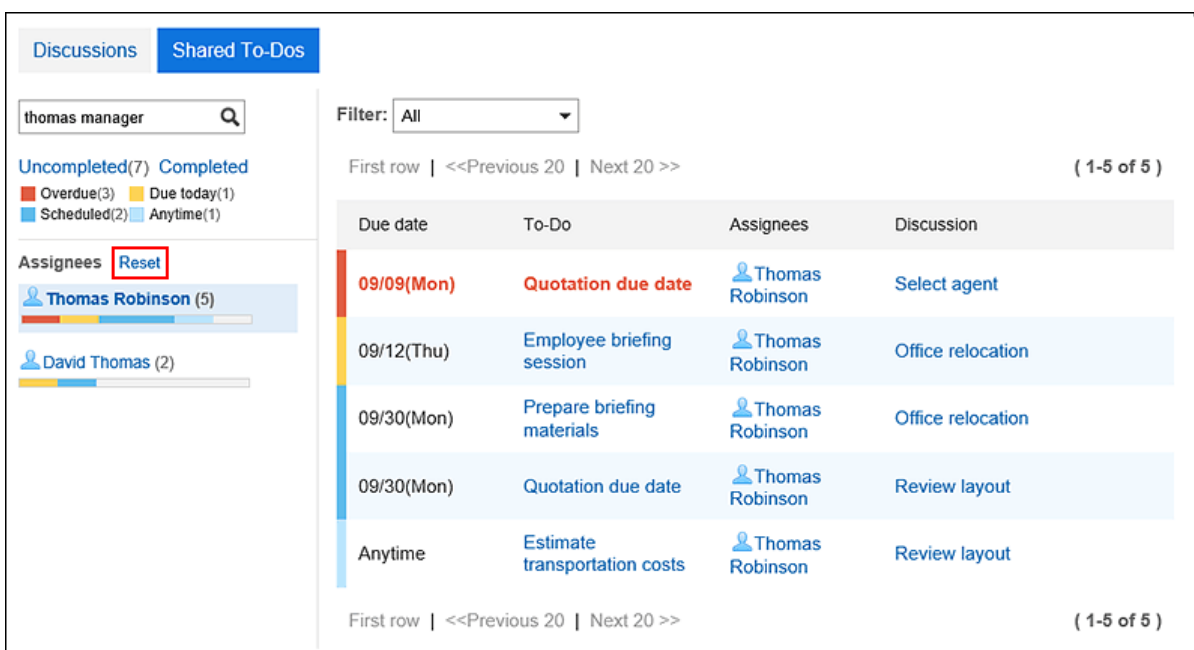 Discussions Shared To-Dos
thomas manager
Uncompleted(7) Completed
Overdue(3) Due today(1)
Scheduled(2) Anytime(1)
Assignees Reset
Thomas Robinson (5)
David Thomas (2)
Filter: All
First row | <<Previous 20 | Next 20 >> ( 1-5 of 5 )
Due date To-Do Assignees Discussion
09/09(Mon) Quotation due date Thomas Robinson Select agent
09/12(Thu) Employee briefing session Thomas Robinson Office relocation
09/30(Mon) Prepare briefing materials Thomas Robinson Office relocation
09/30(Mon) Quotation due date Thomas Robinson Review layout
Anytime Estimate transportation costs Thomas Robinson Review layout
First row | <<Previous 20 | Next 20 >> ( 1-5 of 5 )